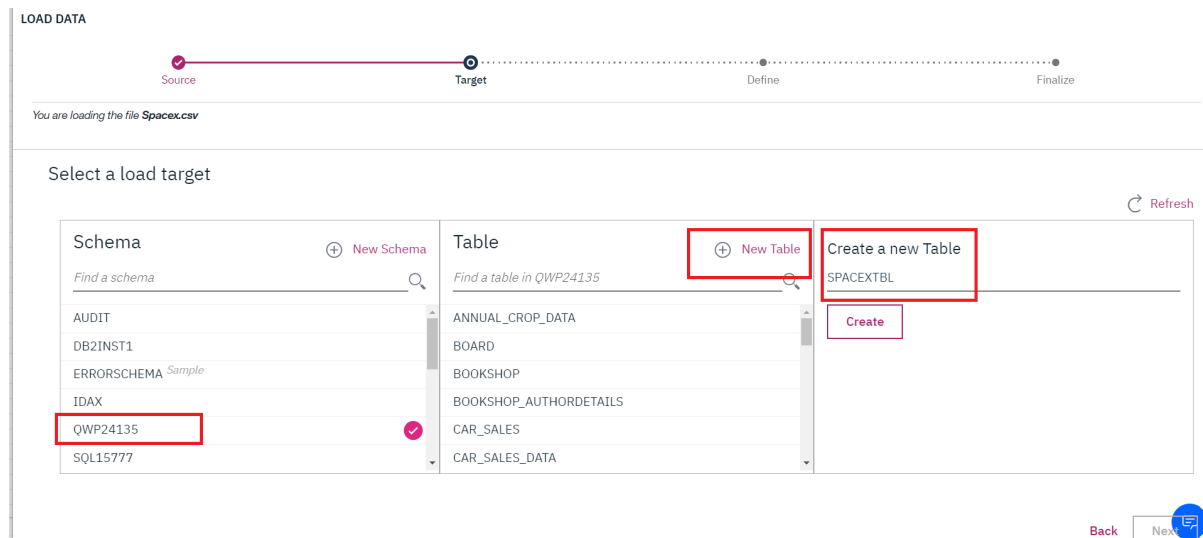 LOAD DATA
Source
Target
Define
Finalize
You are loading the file Spacex.csv
Select a load target
Refresh
Schema
New Schema
Find a schema
AUDIT
DB2INST1
ERRORSCHEMA Sample
IDAX
QWP24135
SQL15777
Table
New Table
Find a table in QWP24135
ANNUAL_CROP_DATA
BOARD
BOOKSHOP
BOOKSHOP_AUTHORDETAILS
CAR_SALES
CAR_SALES_DATA
Create a new Table
SPACEXTBL
Create
Back
Next